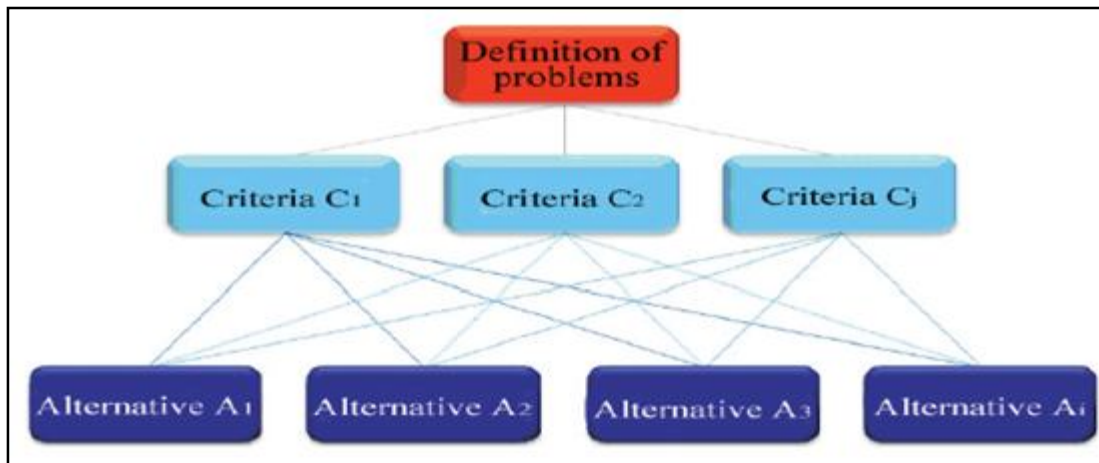 Definition of
problems
Criteria C1
Criteria C2
Criteria Cj
Alternative A1
Alternative A2
Alternative A3
Alternative Ai